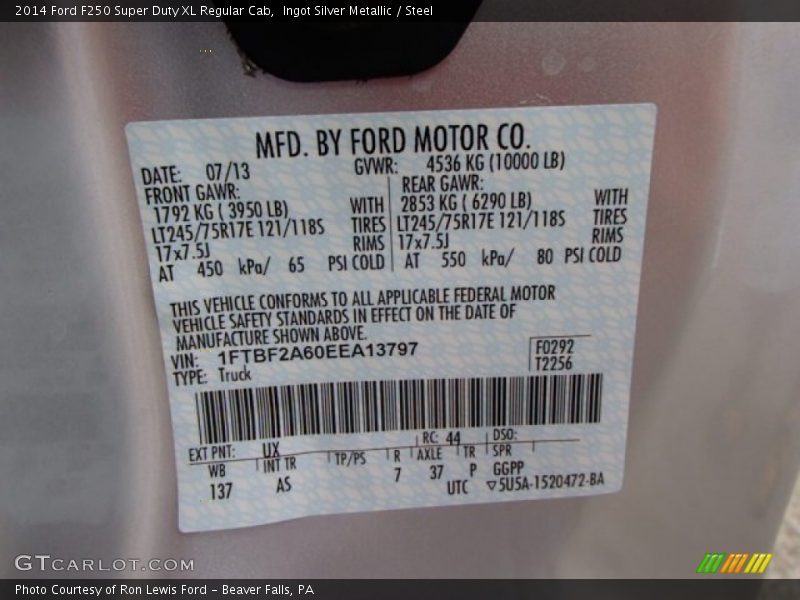 2014 Ford F250 Super Duty XL Regular Cab, Ingot Silver Metallic / Steel
MFD. BY FORD MOTOR CO.
DATE: 07/13 GVWR: 4536 KG (10000 LB)
FRONT GAWR: REAR GAWR:
1792 KG ( 3950 LB) WITH 2853 KG ( 6290 LB) WITH
LT245/75R17E 121/118S TIRES LT245/75R17E 121/118S TIRES
17x7.5J RIMS 17x7.5J RIMS
AT 450 kPa/ 65 PSI COLD AT 550 kPa/ 80 PSI COLD
THIS VEHICLE CONFORMS TO ALL APPLICABLE FEDERAL MOTOR
VEHICLE SAFETY STANDARDS IN EFFECT ON THE DATE OF
MANUFACTURE SHOWN ABOVE.
VIN: 1FTBF2A60EEA13797 F0292
TYPE: Truck T2256
EXT PNT: UX RC: 44 DSO:
WB INT TR TP/PS R AXLE TR SPR
137 AS 7 37 P GGPP
UTC ▽5U5A-1520472-BA
GTCARLOT.COM
Photo Courtesy of Ron Lewis Ford - Beaver Falls, PA